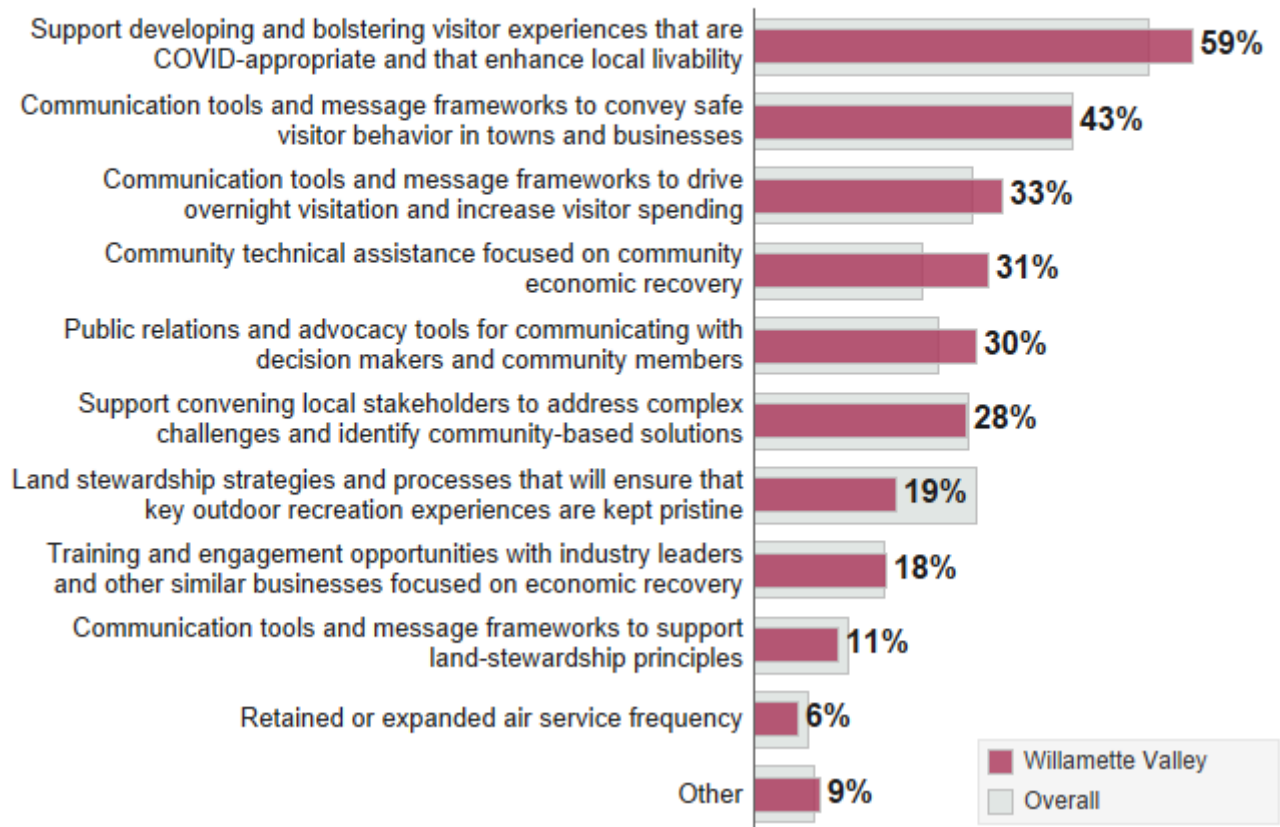 Support developing and bolstering visitor experiences that are
COVID-appropriate and that enhance local livability
59%
Communication tools and message frameworks to convey safe
visitor behavior in towns and businesses
43%
Communication tools and message frameworks to drive
overnight visitation and increase visitor spending
33%
Community technical assistance focused on community
economic recovery
31%
Public relations and advocacy tools for communicating with
decision makers and community members
30%
Support convening local stakeholders to address complex
challenges and identify community-based solutions
28%
Land stewardship strategies and processes that will ensure that
key outdoor recreation experiences are kept pristine
19%
Training and engagement opportunities with industry leaders
and other similar businesses focused on economic recovery
18%
Communication tools and message frameworks to support
land-stewardship principles
11%
Retained or expanded air service frequency
6%
Other
9%
Willamette Valley
Overall